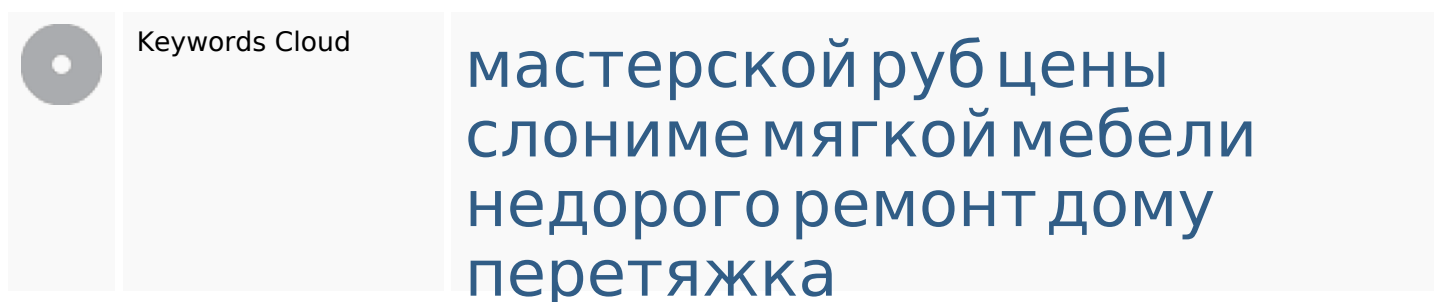 Keywords Cloud
мастерской руб цены
слониме мягкой мебели
недорого ремонт дому
перетяжка